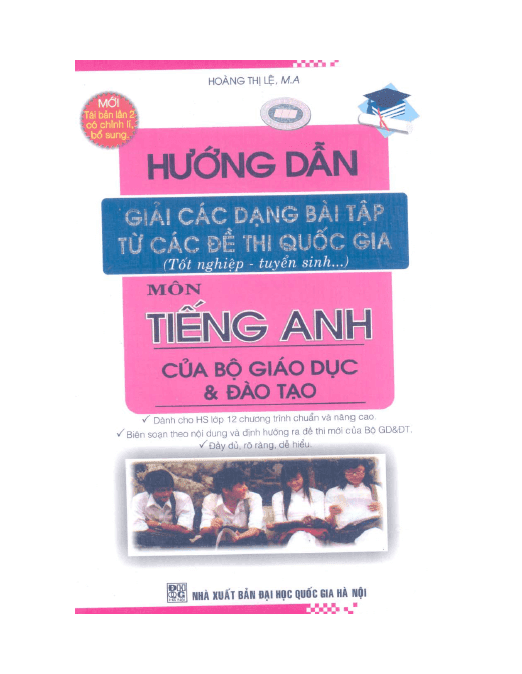 HOÀNG THỊ LỆ, M.A
MỚI
Tái bản lần 2
có chỉnh lí,
bổ sung.
HƯỚNG DẪN
GIẢI CÁC DẠNG BÀI TẬP
TỪ CÁC ĐỀ THI QUỐC GIA
(Tốt nghiệp - tuyển sinh...)
MÔN
TIẾNG ANH
CỦA BỘ GIÁO DỤC
& ĐÀO TẠO
✓ Dành cho HS lớp 12 chương trình chuẩn và nâng cao.
✓ Biên soạn theo nội dung và định hướng ra đề thi mới của Bộ GD&ĐT.
✓ Đầy đủ, rõ ràng, dễ hiểu.
NHÀ XUẤT BẢN ĐẠI HỌC QUỐC GIA HÀ NỘI